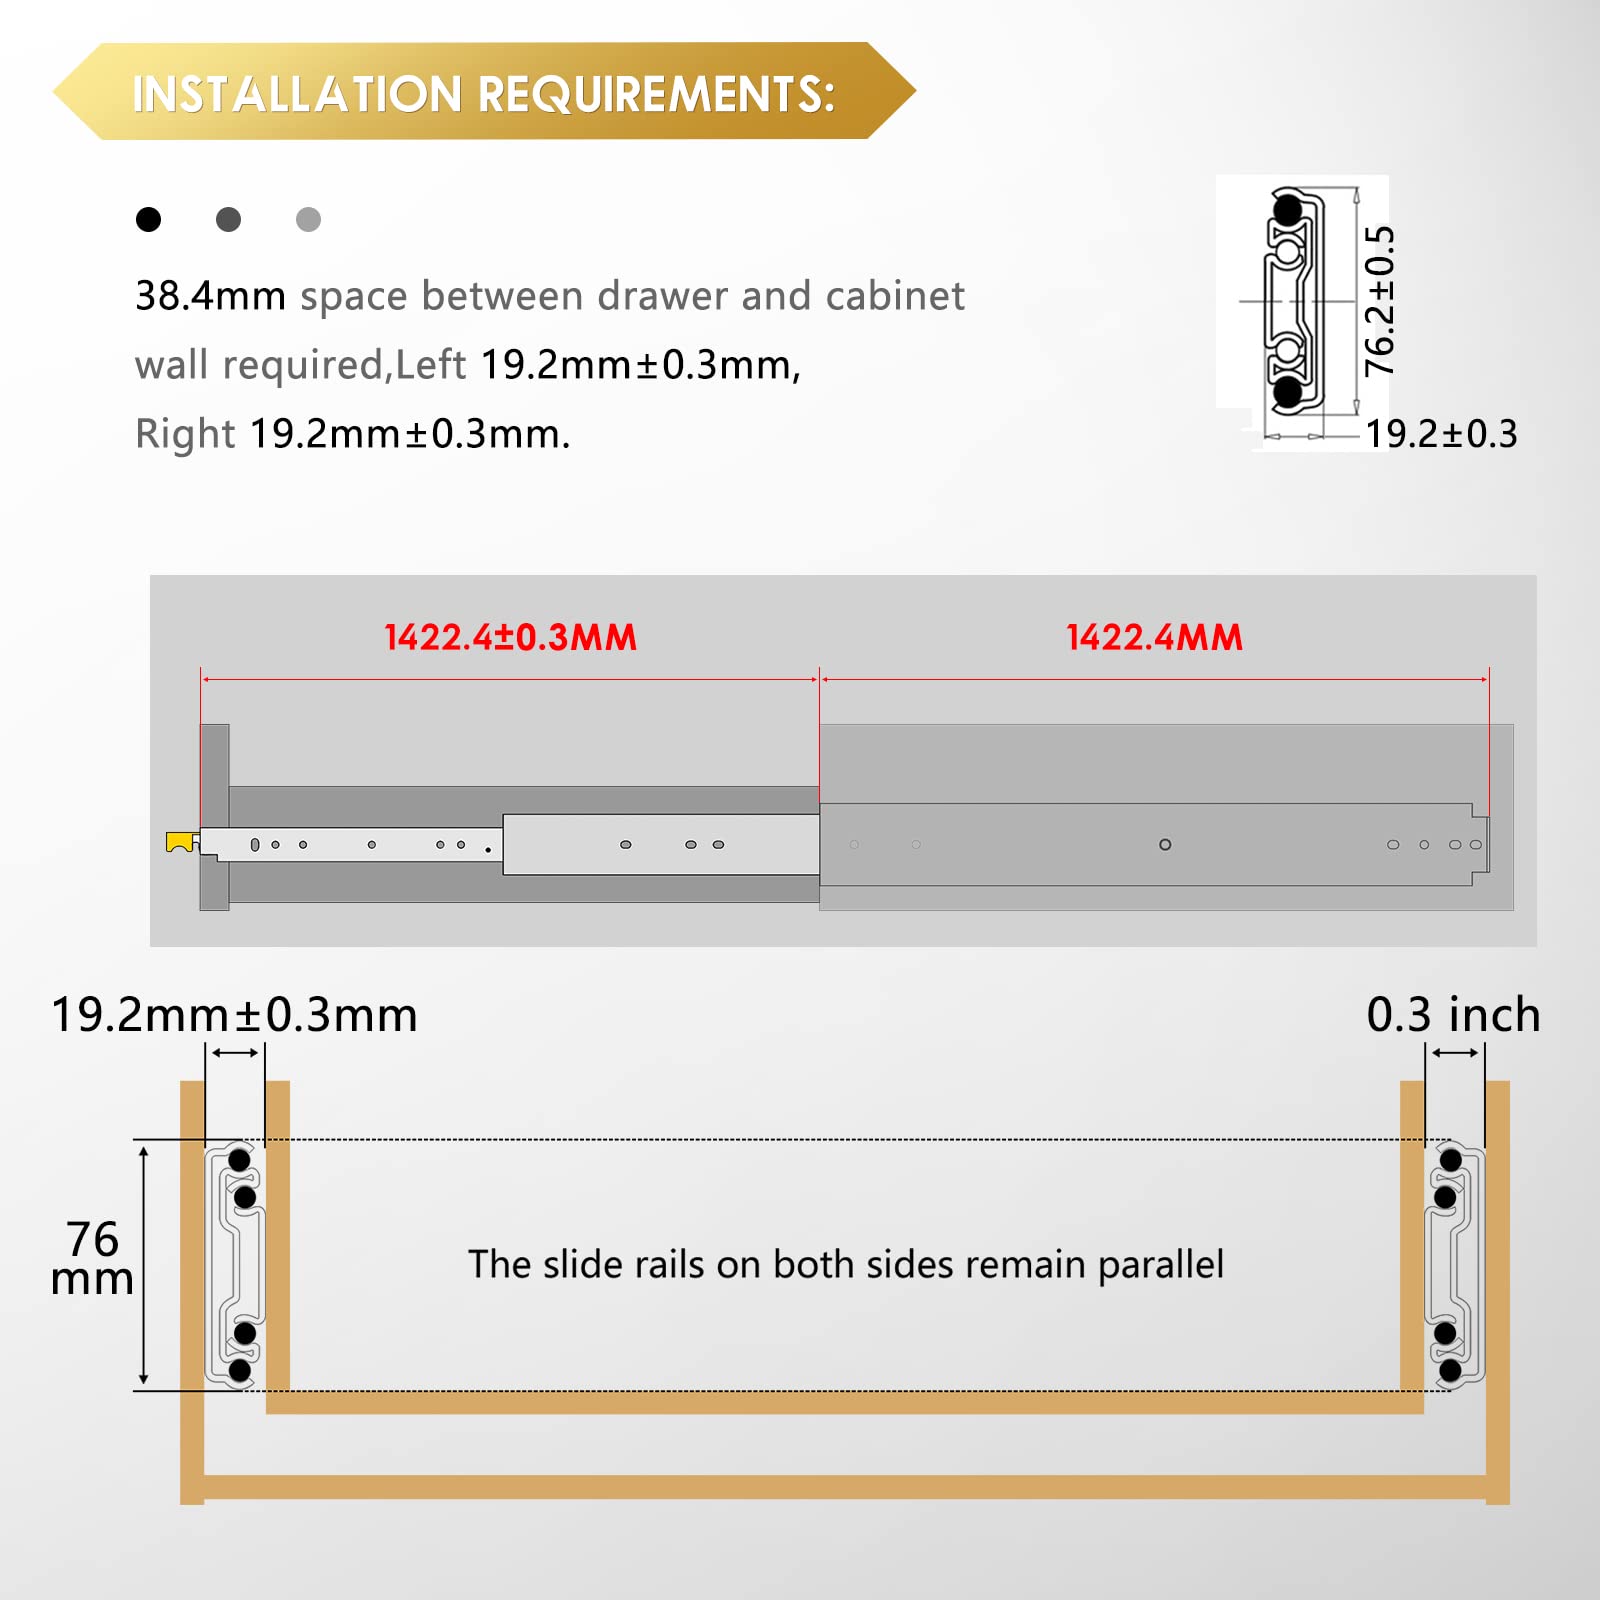 INSTALLATION REQUIREMENTS:
38.4mm space between drawer and cabinet
wall required,Left 19.2mm±0.3mm,
Right 19.2mm±0.3mm.
76.2±0.5
19.2±0.3
1422.4±0.3MM
1422.4MM
19.2mm±0.3mm
0.3 inch
76
mm
The slide rails on both sides remain parallel